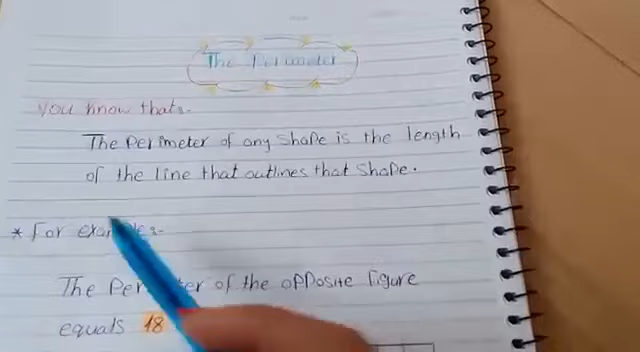 The Perimeter
You know that:-
The Perimeter of any shape is the length
of the line that outlines that shape.
* For example:-
The Perimeter of the opposite figure
equals 18